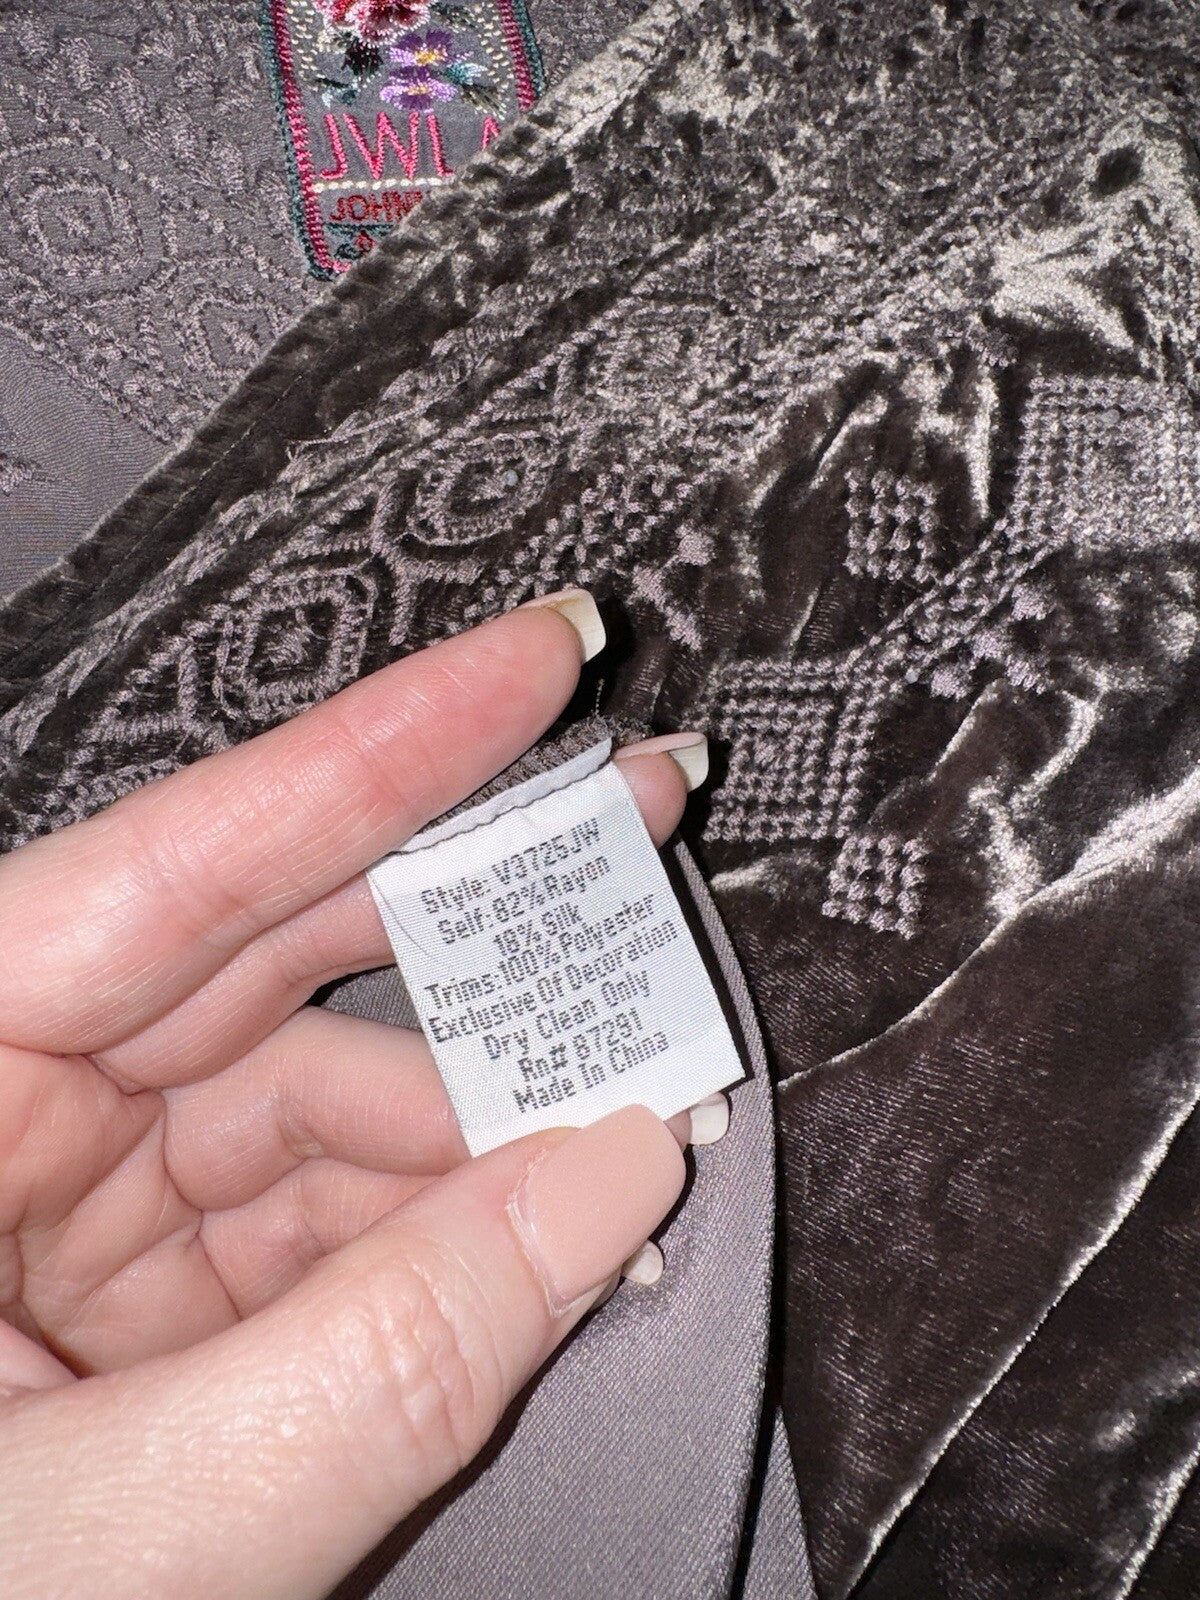 JWLA
JOHN
Style: V3725JW
Self: 82% Rayon
18% Silk
Trims: 100% Polyester
Exclusive Of Decoration
Dry Clean Only
Rn# 87291
Made In China